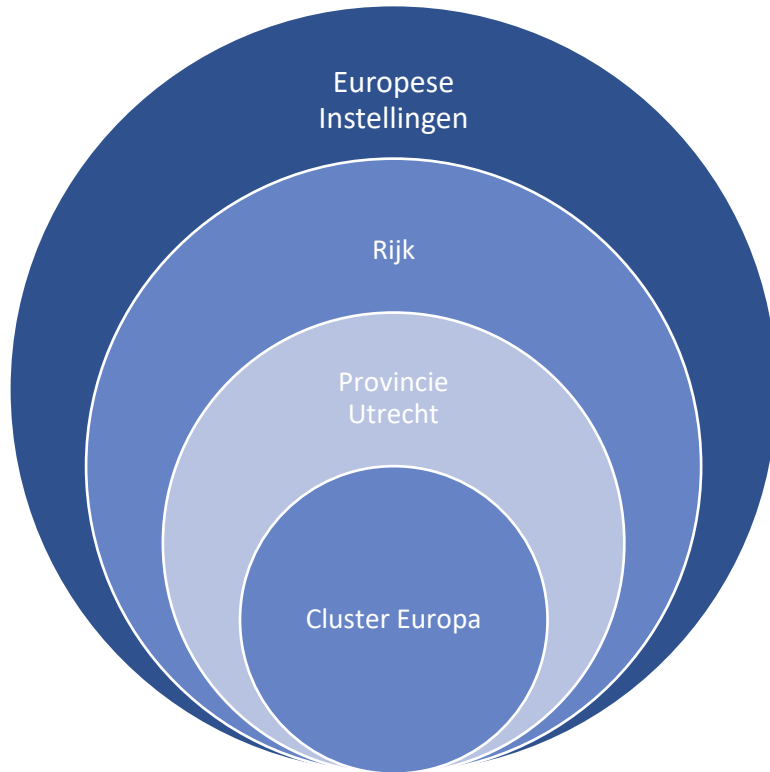 Europese
Instellingen
Rijk
Provincie
Utrecht
Cluster Europa